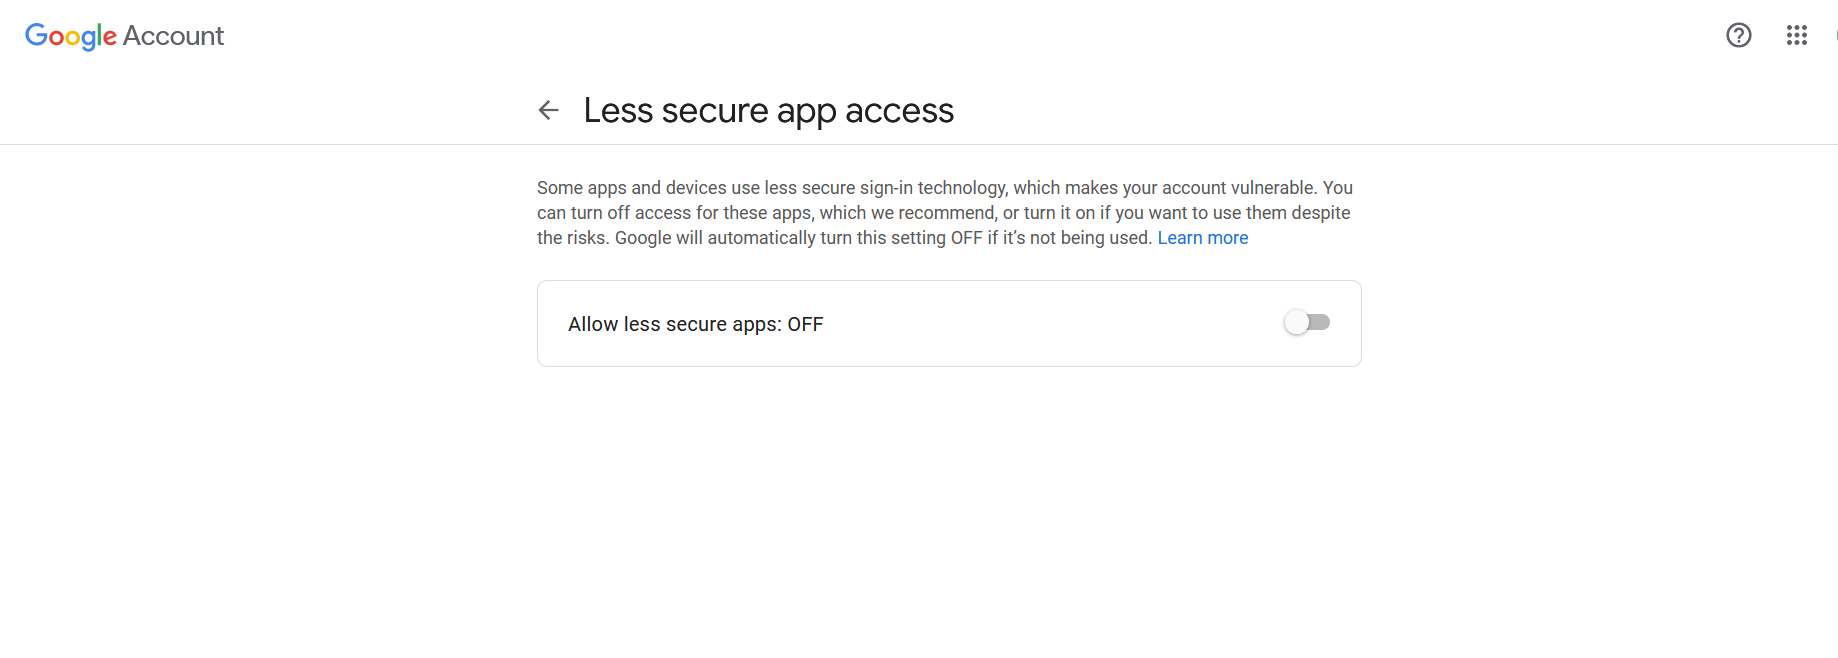 Google Account
Less secure app access
Some apps and devices use less secure sign-in technology, which makes your account vulnerable. You
can turn off access for these apps, which we recommend, or turn it on if you want to use them despite
the risks. Google will automatically turn this setting OFF if it’s not being used. Learn more
Allow less secure apps: OFF